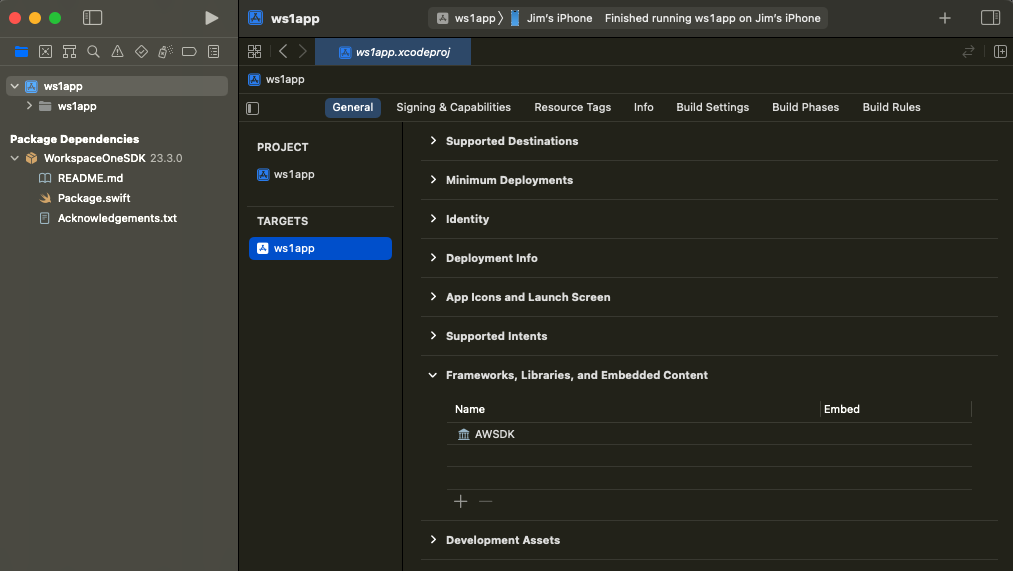 ws1app
ws1app
Jim's iPhone
Finished running ws1app on Jim's iPhone
ws1app.xcodeproj
ws1app
ws1app
ws1app
Package Dependencies
WorkspaceOneSDK 23.3.0
README.md
Package.swift
Acknowledgements.txt
General
Signing & Capabilities
Resource Tags
Info
Build Settings
Build Phases
Build Rules
PROJECT
ws1app
TARGETS
ws1app
Supported Destinations
Minimum Deployments
Identity
Deployment Info
App Icons and Launch Screen
Supported Intents
Frameworks, Libraries, and Embedded Content
Name
Embed
AWSDK
Development Assets